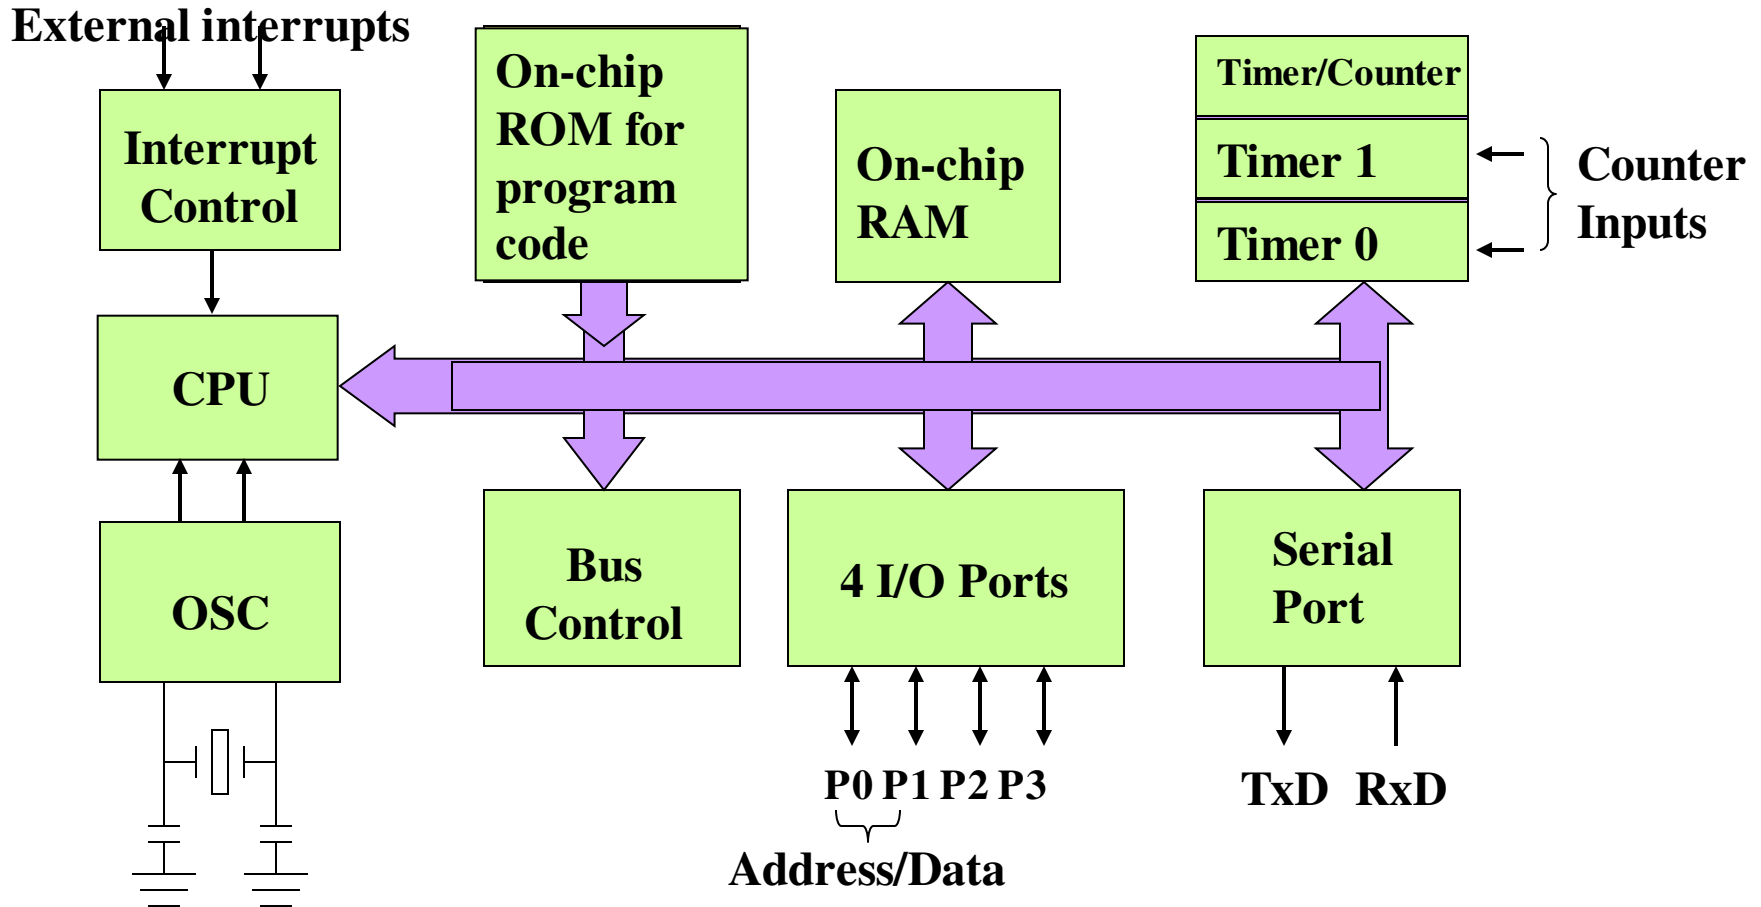 External interrupts
Interrupt
Control
On-chip
ROM for
program
code
On-chip
RAM
Timer/Counter
Timer 1
Timer 0
Counter
Inputs
CPU
OSC
Bus
Control
4 I/O Ports
Serial
Port
P0 P1 P2 P3
Address/Data
TxD RxD